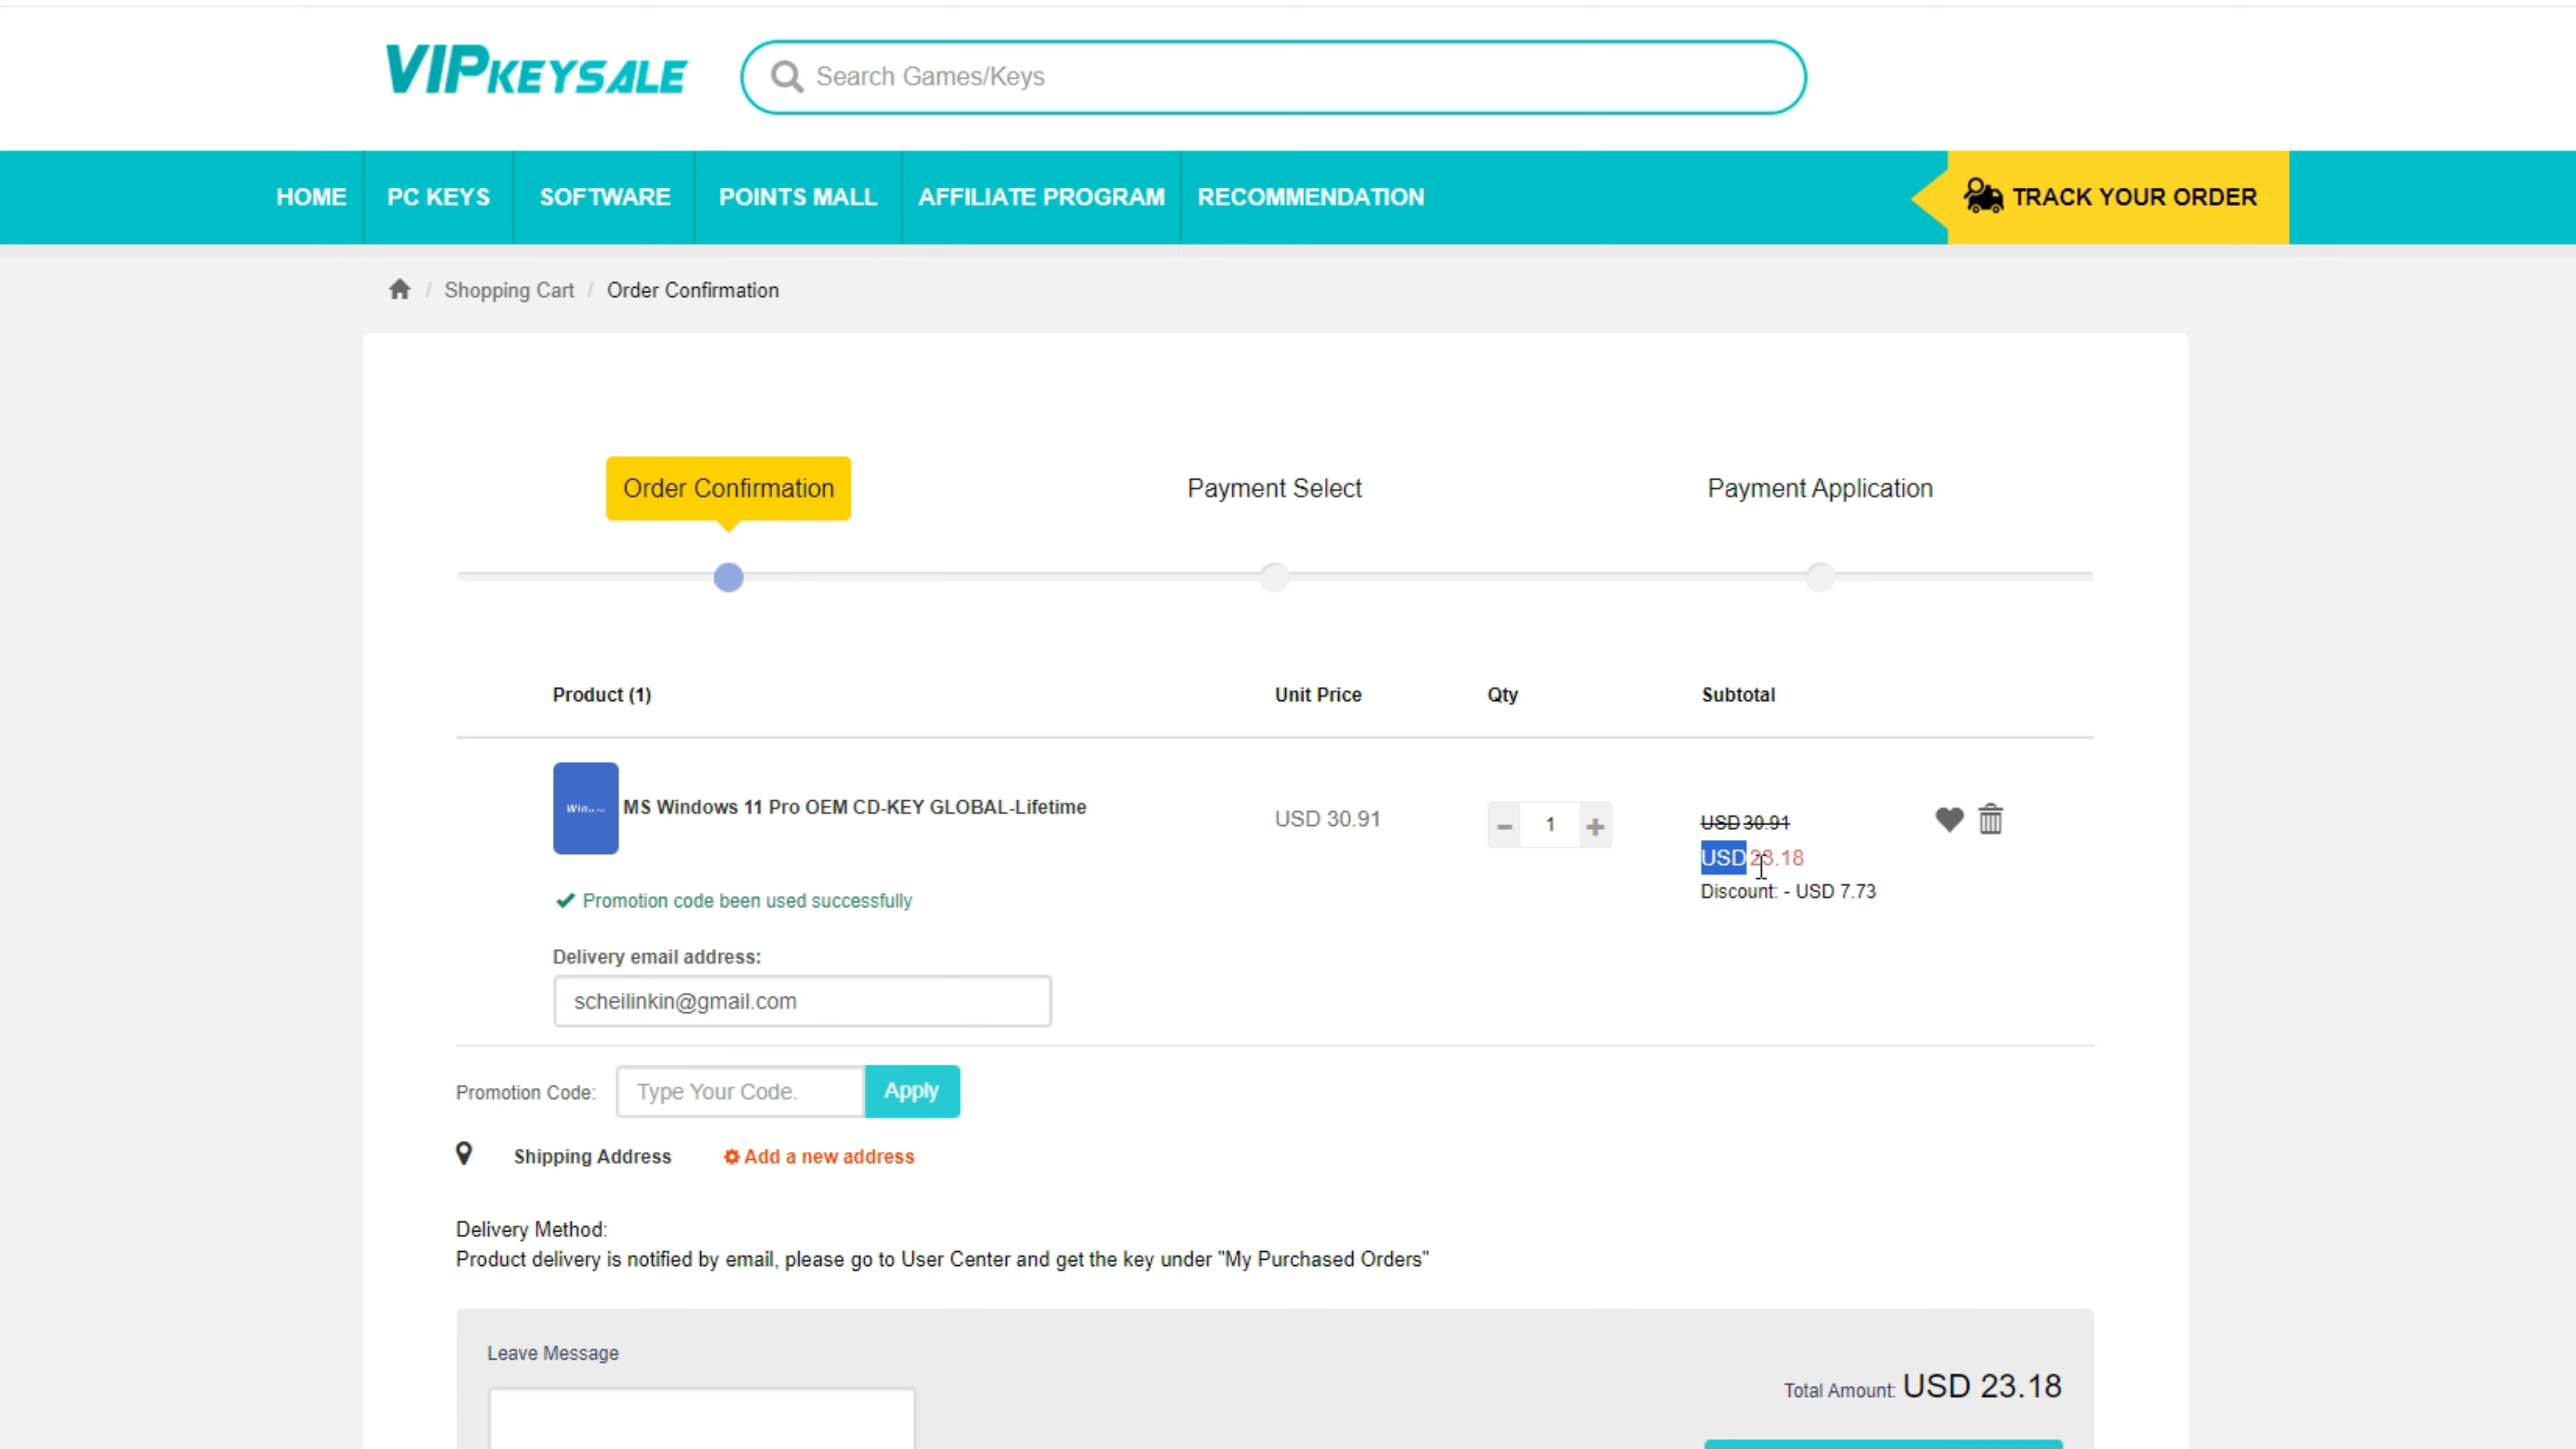 VIPKEYSALE
Search Games/Keys
HOME PC KEYS SOFTWARE POINTS MALL AFFILIATE PROGRAM RECOMMENDATION TRACK YOUR ORDER
/ Shopping Cart / Order Confirmation
Order Confirmation Payment Select Payment Application
Product (1) Unit Price Qty Subtotal
MS Windows 11 Pro OEM CD-KEY GLOBAL-Lifetime USD 30.91 1 USD 30.91
USD 23.18
Discount: - USD 7.73
Promotion code been used successfully
Delivery email address:
scheilinkin@gmail.com
Promotion Code: Type Your Code. Apply
Shipping Address Add a new address
Delivery Method:
Product delivery is notified by email, please go to User Center and get the key under "My Purchased Orders"
Leave Message
Total Amount: USD 23.18